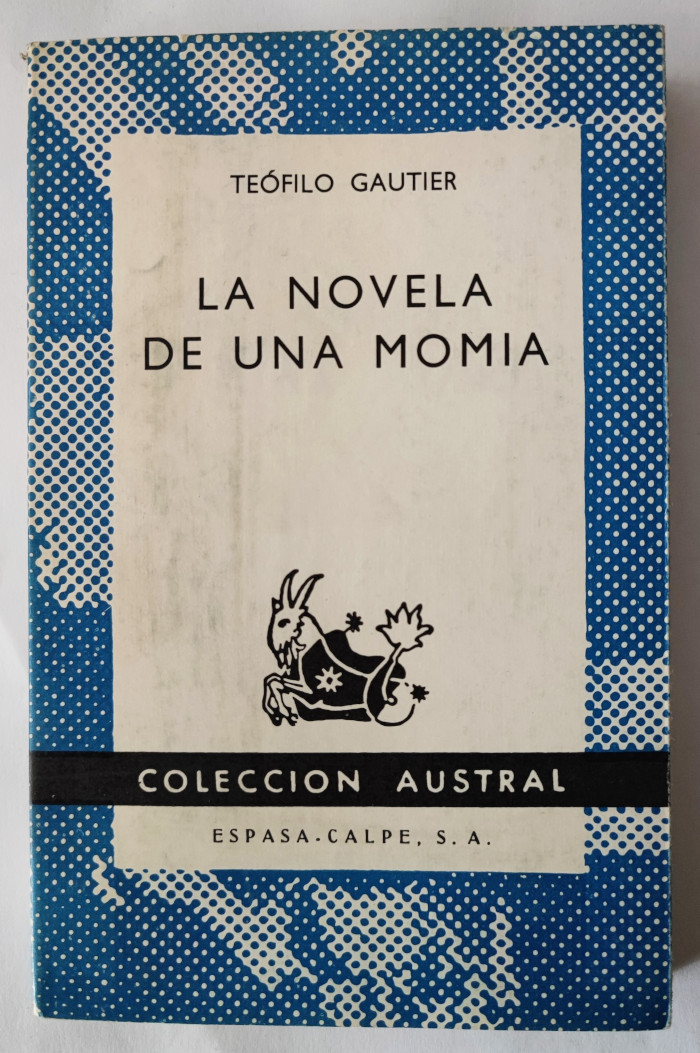 TEÓFILO GAUTIER
LA NOVELA
DE UNA MOMIA
COLECCION AUSTRAL
ESPASA-CALPE, S. A.